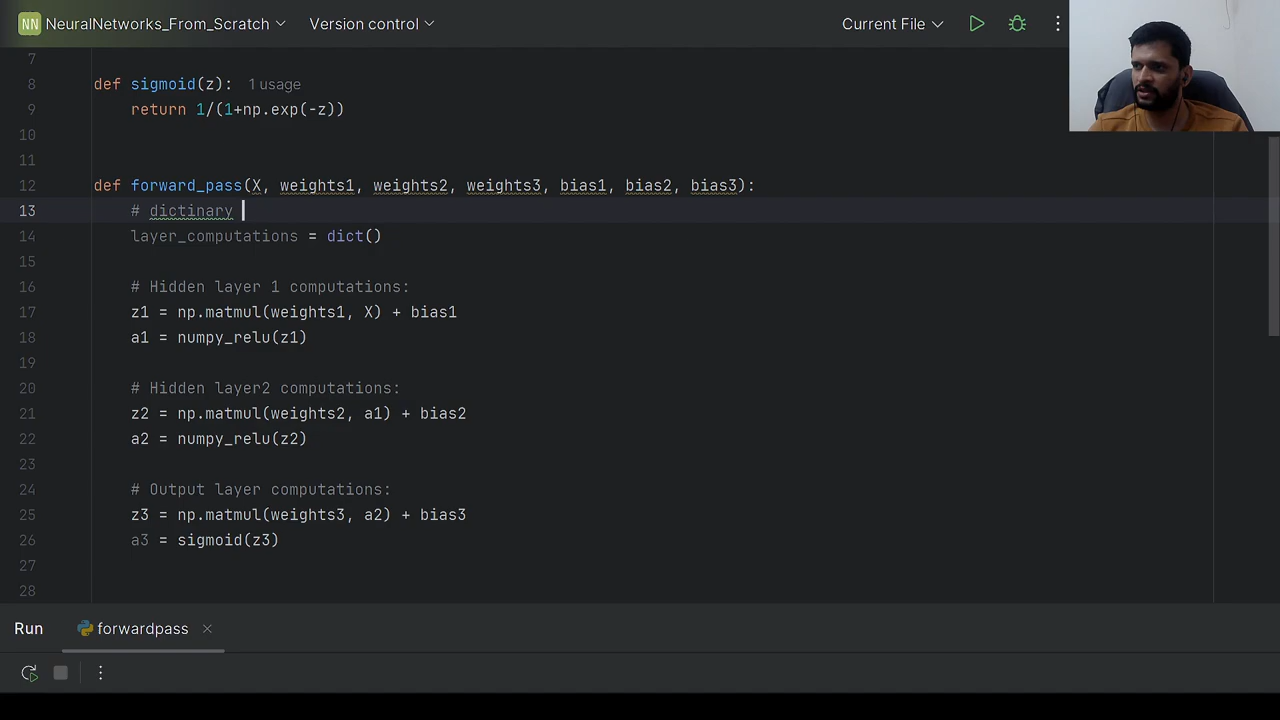 NN NeuralNetworks_From_Scratch Version control Current File
7
8 def sigmoid(z): 1 usage
9 return 1/(1+np.exp(-z))
10
11
12 def forward_pass(X, weights1, weights2, weights3, bias1, bias2, bias3):
13 # dictinary
14 layer_computations = dict()
15
16 # Hidden layer 1 computations:
17 z1 = np.matmul(weights1, X) + bias1
18 a1 = numpy_relu(z1)
19
20 # Hidden layer2 computations:
21 z2 = np.matmul(weights2, a1) + bias2
22 a2 = numpy_relu(z2)
23
24 # Output layer computations:
25 z3 = np.matmul(weights3, a2) + bias3
26 a3 = sigmoid(z3)
27
28
Run forwardpass